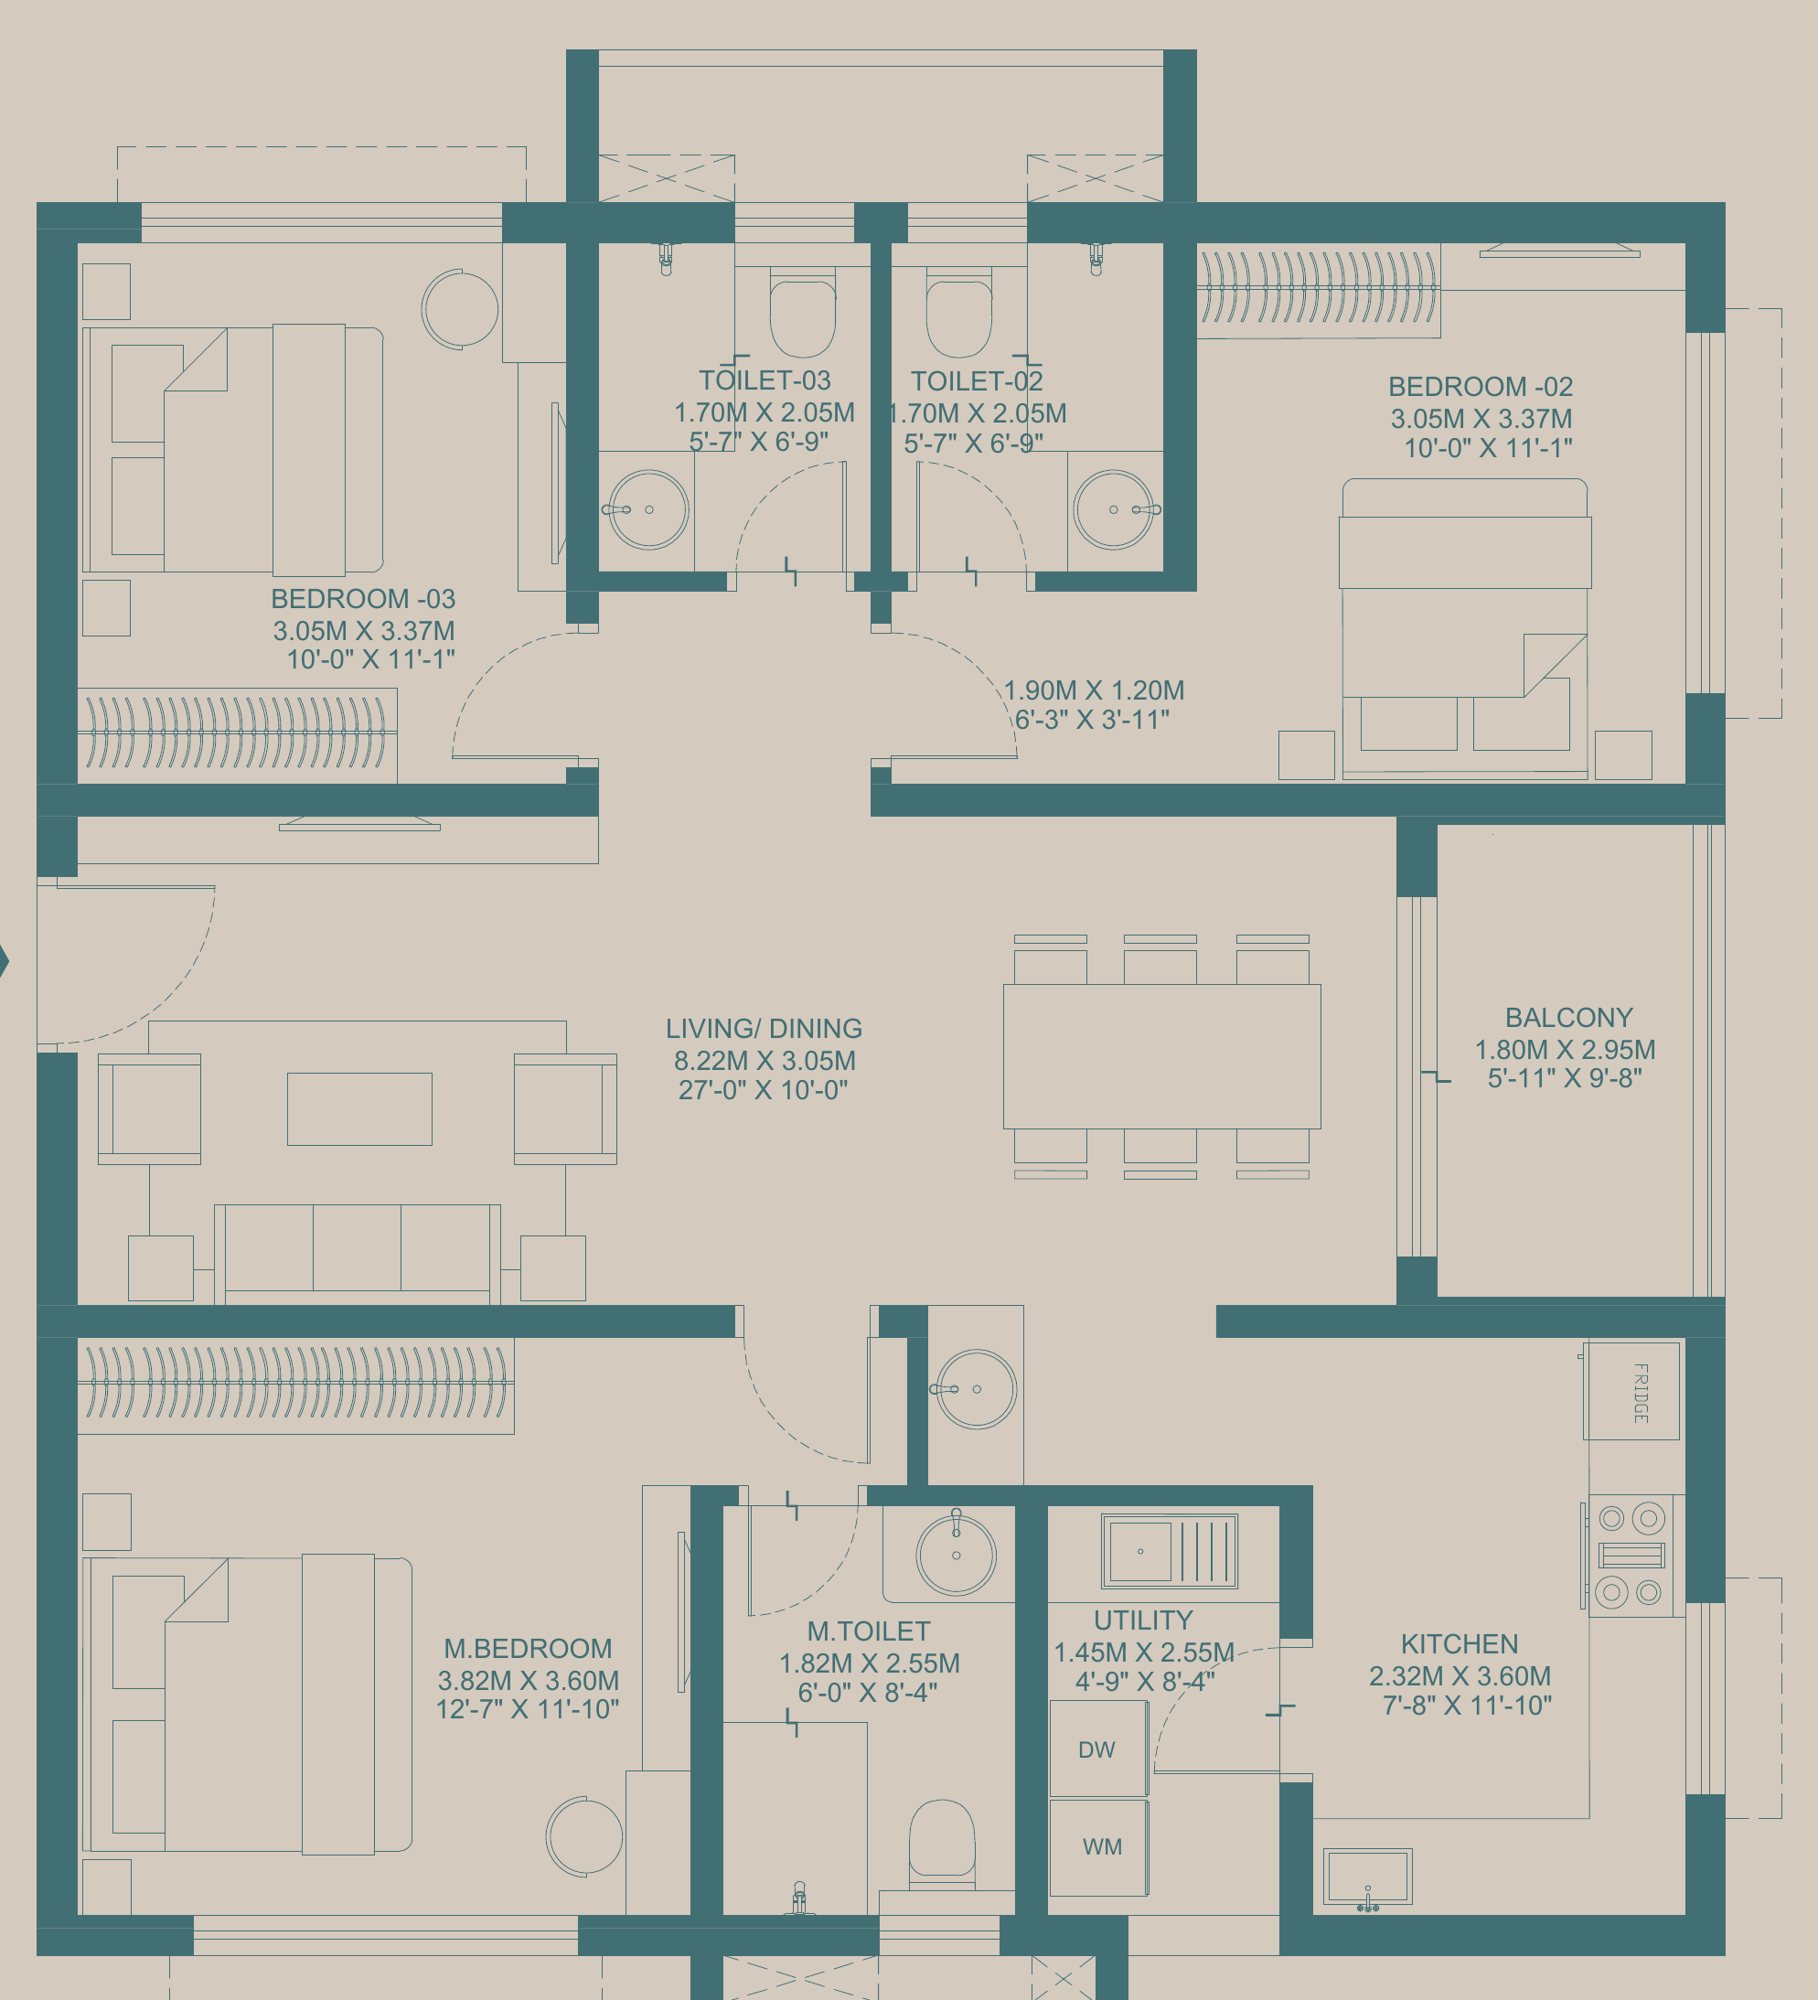 TOILET-03
1.70M X 2.05M
5'-7" X 6'-9"
TOILET-02
1.70M X 2.05M
5'-7" X 6'-9"
BEDROOM -02
3.05M X 3.37M
10'-0" X 11'-1"
BEDROOM -03
3.05M X 3.37M
10'-0" X 11'-1"
1.90M X 1.20M
6'-3" X 3'-11"
LIVING/ DINING
8.22M X 3.05M
27'-0" X 10'-0"
BALCONY
1.80M X 2.95M
5'-11" X 9'-8"
FRIDGE
M.BEDROOM
3.82M X 3.60M
12'-7" X 11'-10"
M.TOILET
1.82M X 2.55M
6'-0" X 8'-4"
UTILITY
1.45M X 2.55M
4'-9" X 8'-4"
KITCHEN
2.32M X 3.60M
7'-8" X 11'-10"
DW
WM